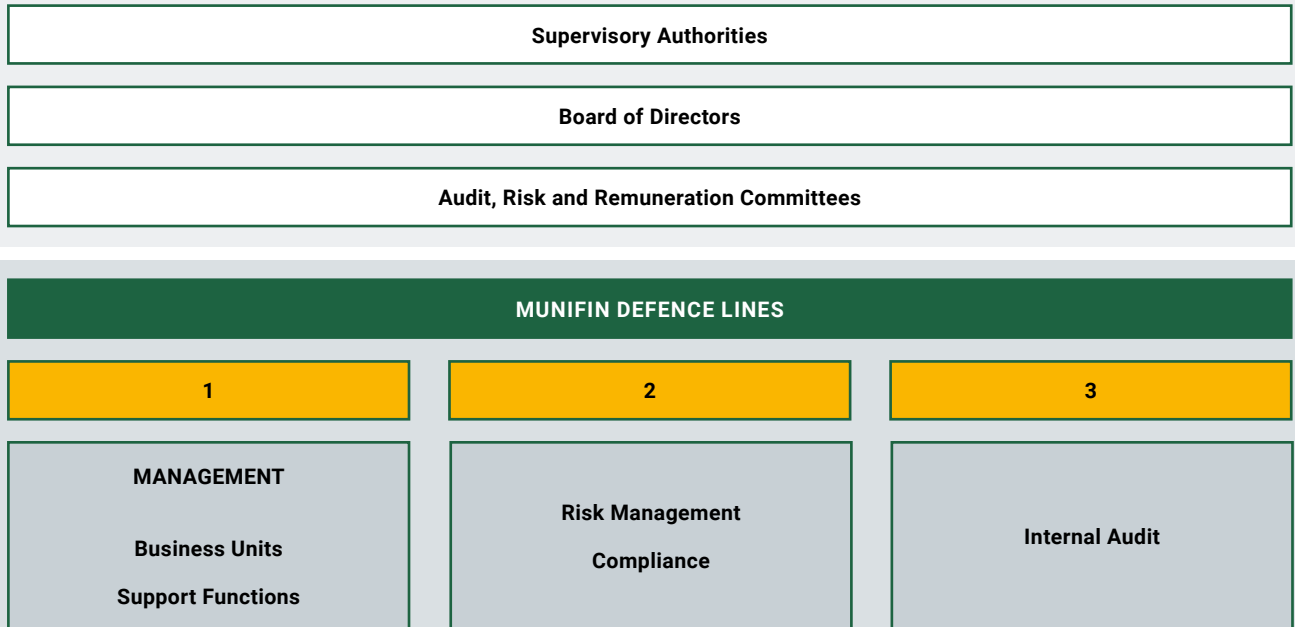 Supervisory Authorities
Board of Directors
Audit, Risk and Remuneration Committees
MUNIFIN DEFENCE LINES
1
2
3
MANAGEMENT
Business Units
Support Functions
Risk Management
Compliance
Internal Audit